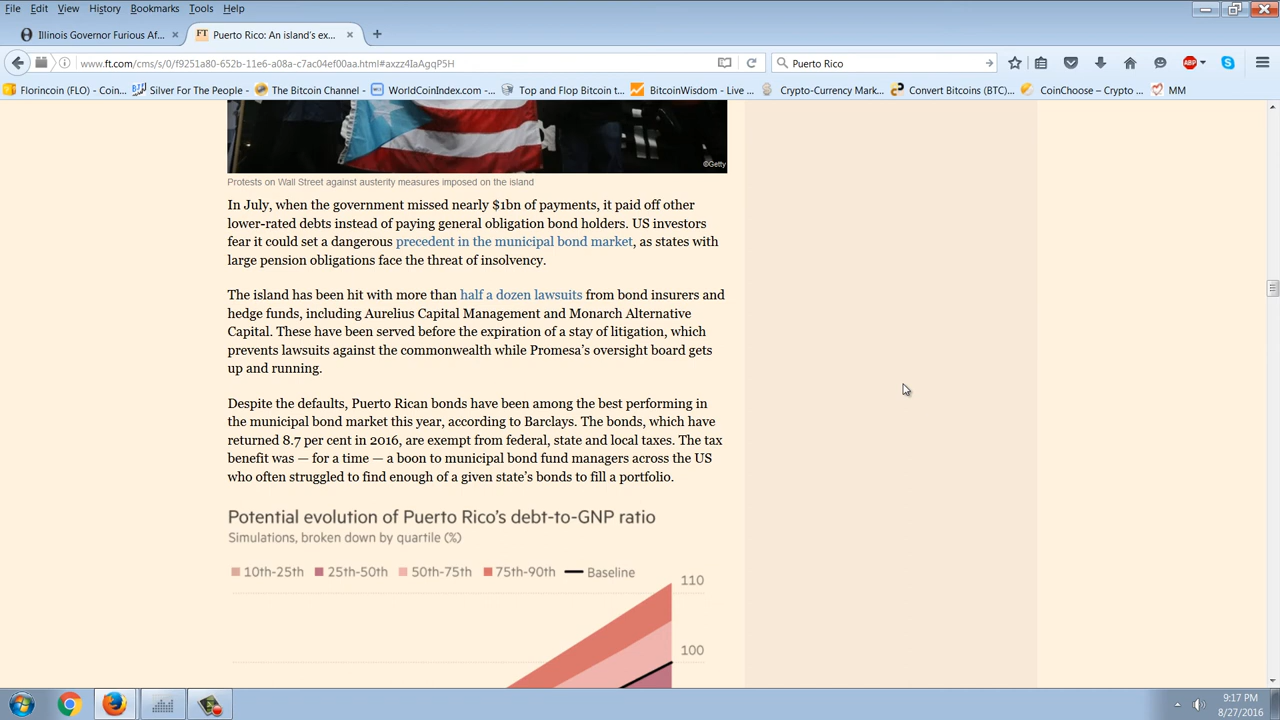 File Edit View History Bookmarks Tools Help
Illinois Governor Furious Af... × FT Puerto Rico: An island's ex... × +
www.ft.com/cms/s/0/f9251a80-652b-11e6-a08a-c7ac04ef00aa.html#axzz4IaAgqP5H Puerto Rico ABP
Florincoin (FLO) - Coin... Silver For The People - The Bitcoin Channel - WorldCoinIndex.com -... Top and Flop Bitcoin t... BitcoinWisdom - Live ... Crypto-Currency Mark... Convert Bitcoins (BTC)... CoinChoose – Crypto ... MM
©Getty
Protests on Wall Street against austerity measures imposed on the island
In July, when the government missed nearly $1bn of payments, it paid off other
lower-rated debts instead of paying general obligation bond holders. US investors
fear it could set a dangerous precedent in the municipal bond market, as states with
large pension obligations face the threat of insolvency.
The island has been hit with more than half a dozen lawsuits from bond insurers and
hedge funds, including Aurelius Capital Management and Monarch Alternative
Capital. These have been served before the expiration of a stay of litigation, which
prevents lawsuits against the commonwealth while Promesa's oversight board gets
up and running.
Despite the defaults, Puerto Rican bonds have been among the best performing in
the municipal bond market this year, according to Barclays. The bonds, which have
returned 8.7 per cent in 2016, are exempt from federal, state and local taxes. The tax
benefit was — for a time — a boon to municipal bond fund managers across the US
who often struggled to find enough of a given state's bonds to fill a portfolio.
Potential evolution of Puerto Rico's debt-to-GNP ratio
Simulations, broken down by quartile (%)
10th-25th 25th-50th 50th-75th 75th-90th Baseline
110
100
9:17 PM
8/27/2016